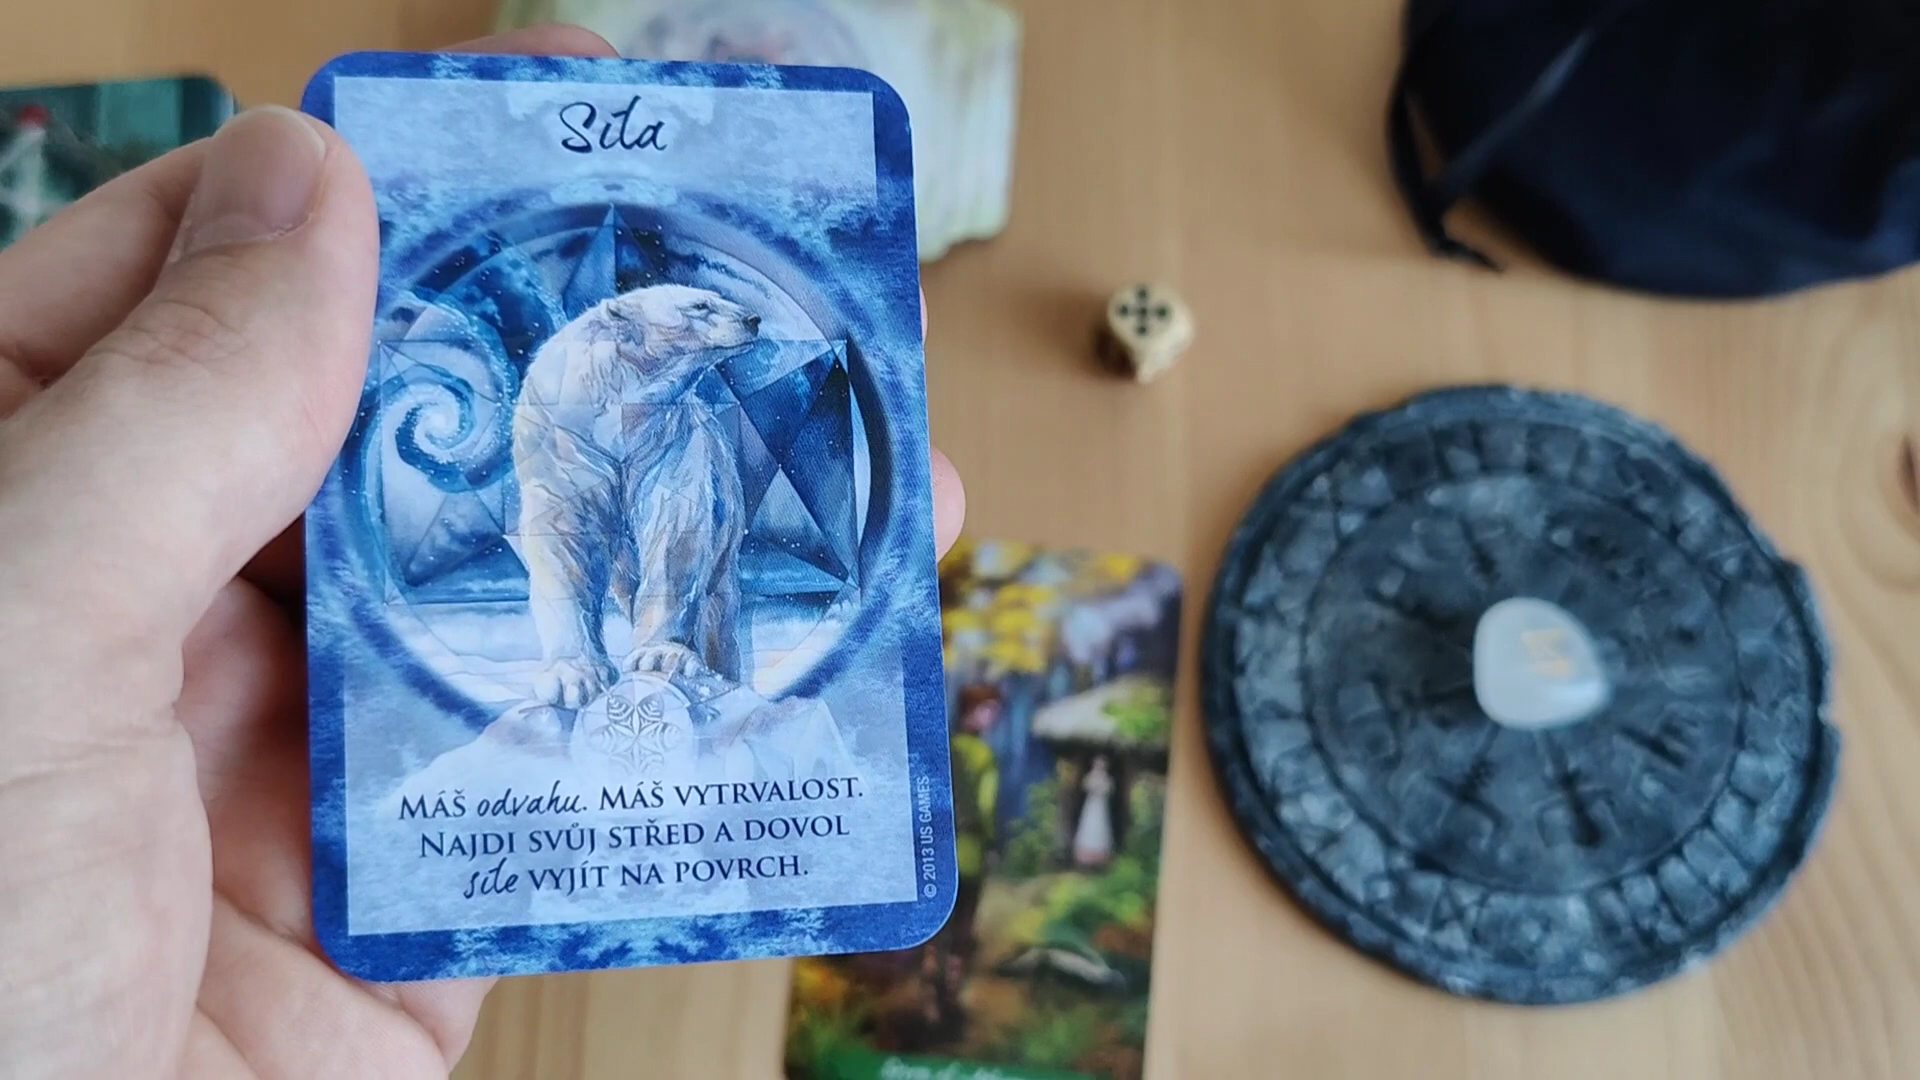 Síla
MÁŠ odvahu. MÁŠ VYTRVALOST.
NAJDI SVŮJ STŘED A DOVOL
síle VYJÍT NA POVRCH.
© 2013 US GAMES